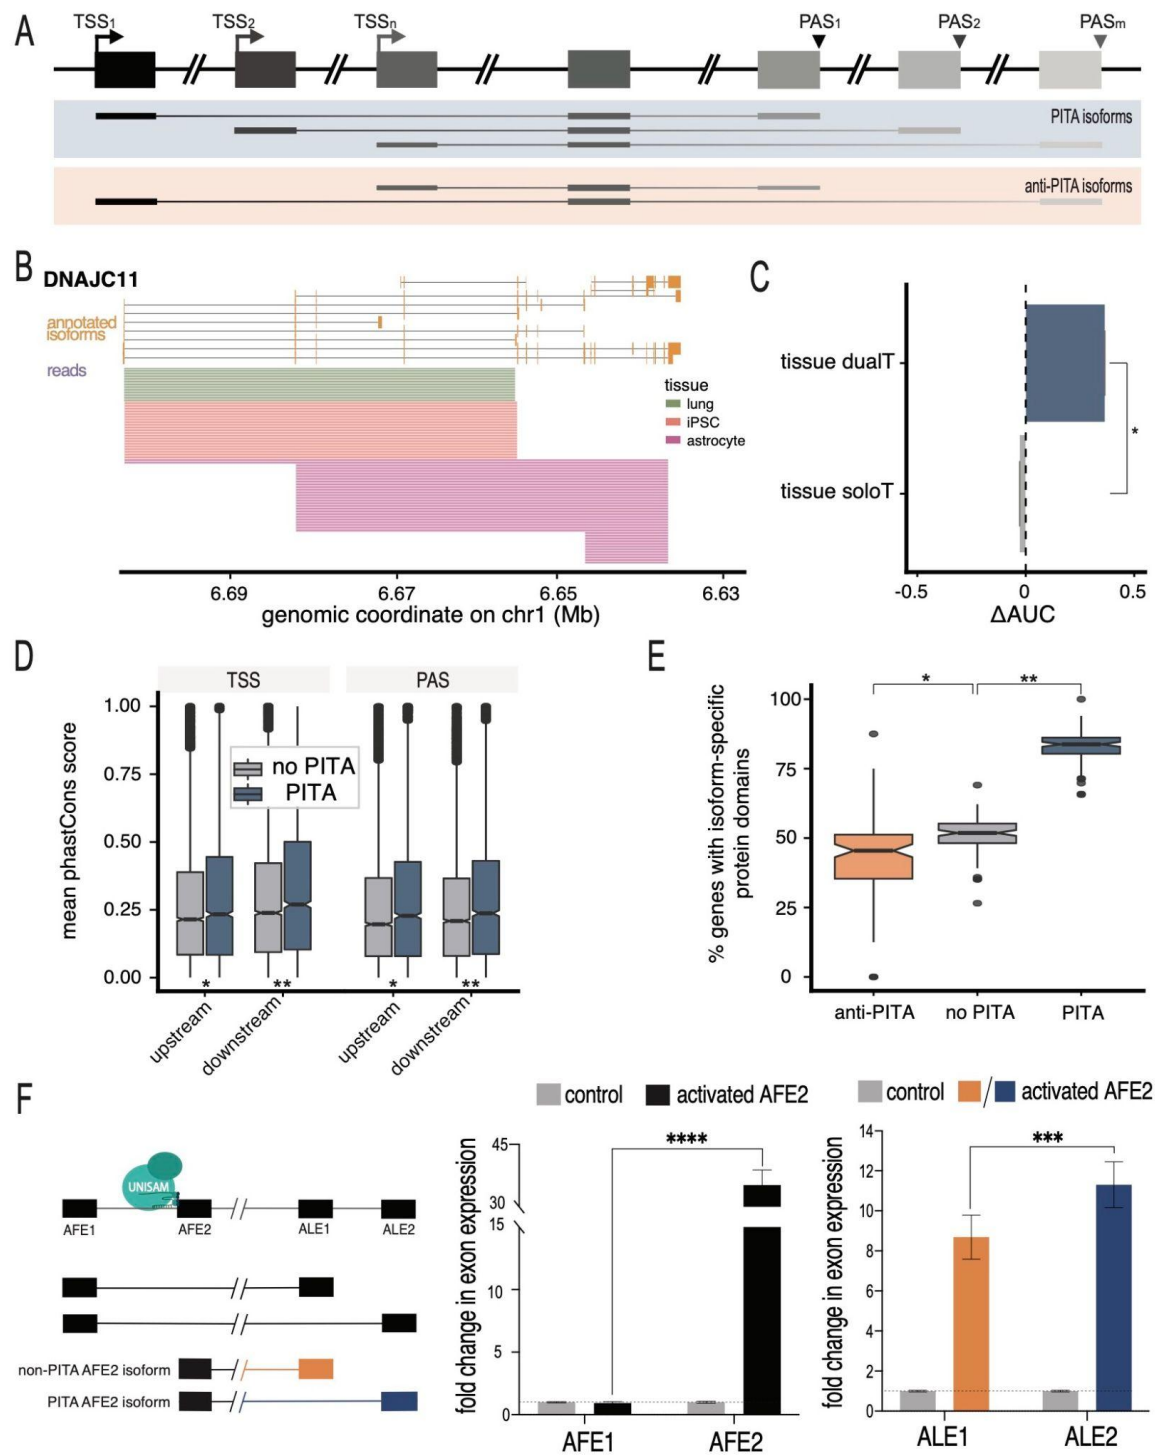 A
TSS1 TSS2 TSSn PAS1 PAS2 PASm
PITA isoforms
anti-PITA isoforms
B
DNAJC11
annotated
isoforms
reads
tissue
lung
iPSC
astrocyte
6.69 6.67 6.65 6.63
genomic coordinate on chr1 (Mb)
C
tissue dualT
*
tissue soloT
-0.5 0 0.5
ΔAUC
D
TSS PAS
mean phastCons score
1.00
0.75
0.50
0.25
0.00
no PITA
PITA
* ** * **
upstream downstream upstream downstream
E
% genes with isoform-specific
protein domains
100
75
50
25
0
* **
anti-PITA no PITA PITA
F
UNISAM
AFE1 AFE2 ALE1 ALE2
non-PITA AFE2 isoform
PITA AFE2 isoform
control activated AFE2
fold change in exon expression
45
30
15
10
5
0
****
AFE1 AFE2
control / activated AFE2
fold change in exon expression
14
12
10
8
6
4
2
0
***
ALE1 ALE2